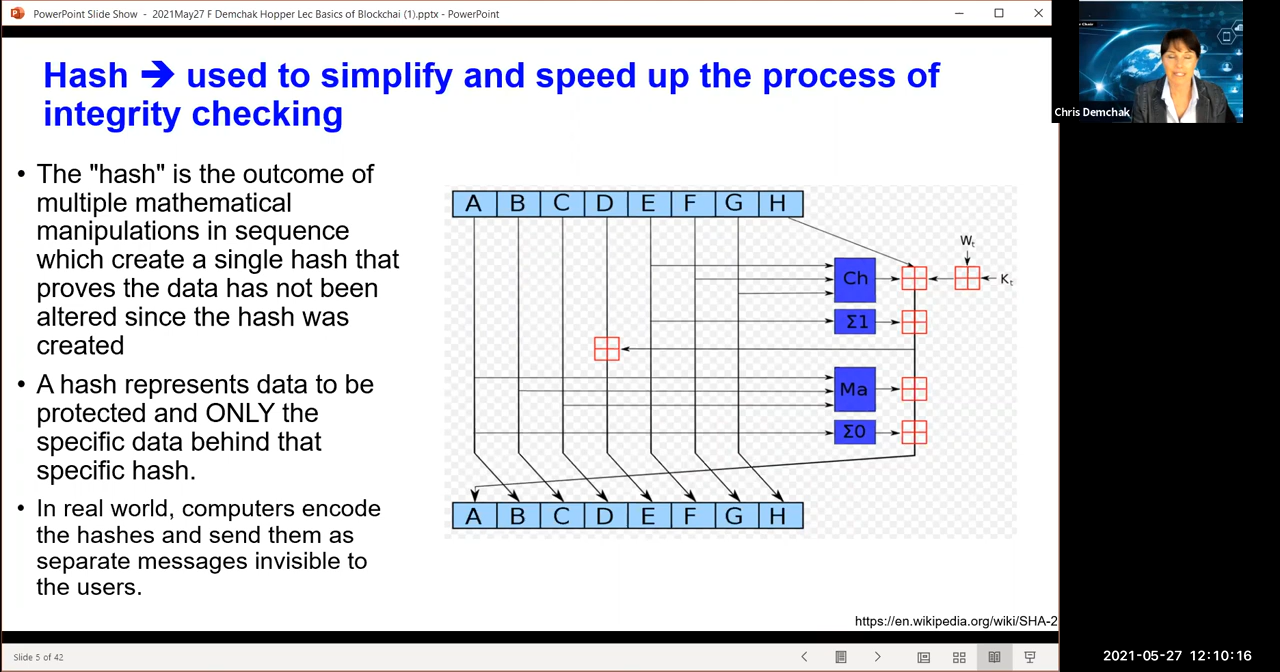 PowerPoint Slide Show - 2021May27 F Demchak Hopper Lec Basics of Blockchai (1).pptx - PowerPoint
Chris Demchak
Hash ➔ used to simplify and speed up the process of
integrity checking
• The "hash" is the outcome of
multiple mathematical
manipulations in sequence
which create a single hash that
proves the data has not been
altered since the hash was
created
• A hash represents data to be
protected and ONLY the
specific data behind that
specific hash.
• In real world, computers encode
the hashes and send them as
separate messages invisible to
the users.
A B C D E F G H
Wt
Ch
Kt
Σ1
Ma
Σ0
A B C D E F G H
https://en.wikipedia.org/wiki/SHA-2
Slide 5 of 42
2021-05-27 12:10:16